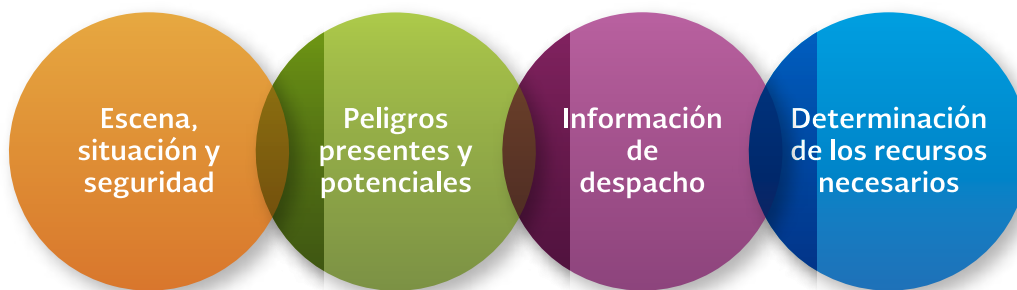 Escena,
situación y
seguridad
Peligros
presentes y
potenciales
Información
de
despacho
Determinación
de los recursos
necesarios